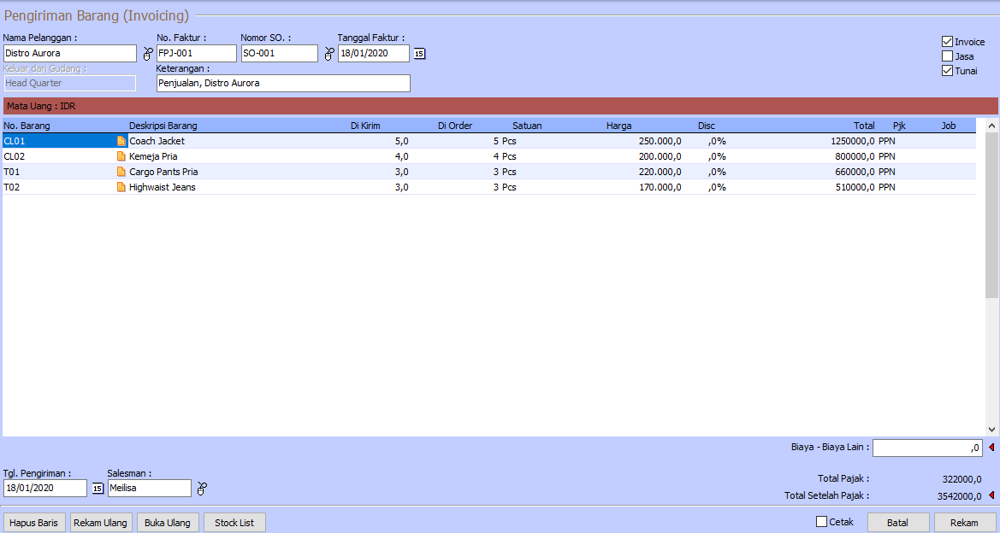 Pengiriman Barang (Invoicing)
Nama Pelanggan : No. Faktur : Nomor SO. : Tanggal Faktur :
Distro Aurora FPJ-001 SO-001 18/01/2020 15
Invoice
Jasa
Tunai
Keluar dari Gudang : Keterangan :
Head Quarter Penjualan, Distro Aurora
Mata Uang : IDR
No. Barang Deskripsi Barang Di Kirim Di Order Satuan Harga Disc Total Pjk Job
CL01 Coach Jacket 5,0 5 Pcs 250.000,0 ,0% 1250000,0 PPN
CL02 Kemeja Pria 4,0 4 Pcs 200.000,0 ,0% 800000,0 PPN
T01 Cargo Pants Pria 3,0 3 Pcs 220.000,0 ,0% 660000,0 PPN
T02 Highwaist Jeans 3,0 3 Pcs 170.000,0 ,0% 510000,0 PPN
Biaya - Biaya Lain : ,0
Tgl. Pengiriman : Salesman :
18/01/2020 15 Meilisa
Total Pajak : 322000,0
Total Setelah Pajak : 3542000,0
Hapus Baris Rekam Ulang Buka Ulang Stock List Cetak Batal Rekam